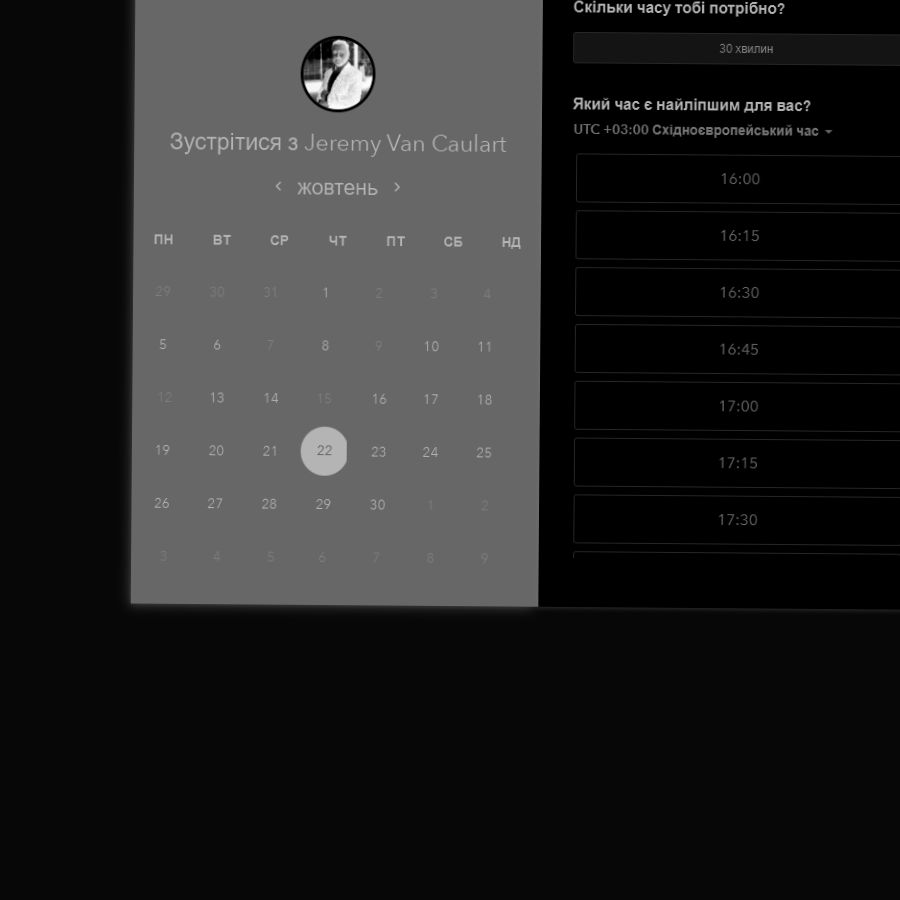 Зустрітися з Jeremy Van Caulart
‹ жовтень ›
ПН ВТ СР ЧТ ПТ СБ НД
29 30 31 1 2 3 4
5 6 7 8 9 10 11
12 13 14 15 16 17 18
19 20 21 22 23 24 25
26 27 28 29 30 1 2
3 4 5 6 7 8 9
Скільки часу тобі потрібно?
30 хвилин
Який час є найліпшим для вас?
UTC +03:00 Східноєвропейський час
16:00
16:15
16:30
16:45
17:00
17:15
17:30